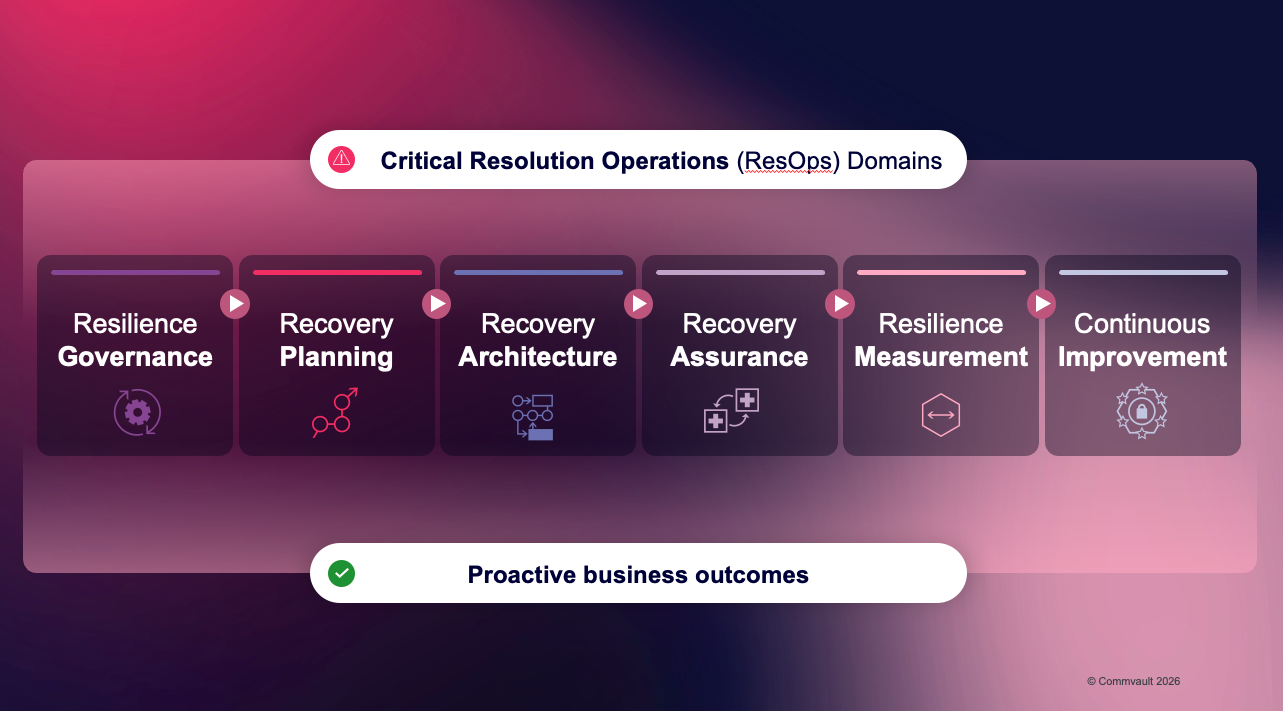 Critical Resolution Operations (ResOps) Domains
Resilience
Governance
Recovery
Planning
Recovery
Architecture
Recovery
Assurance
Resilience
Measurement
Continuous
Improvement
Proactive business outcomes
© Commvault 2026